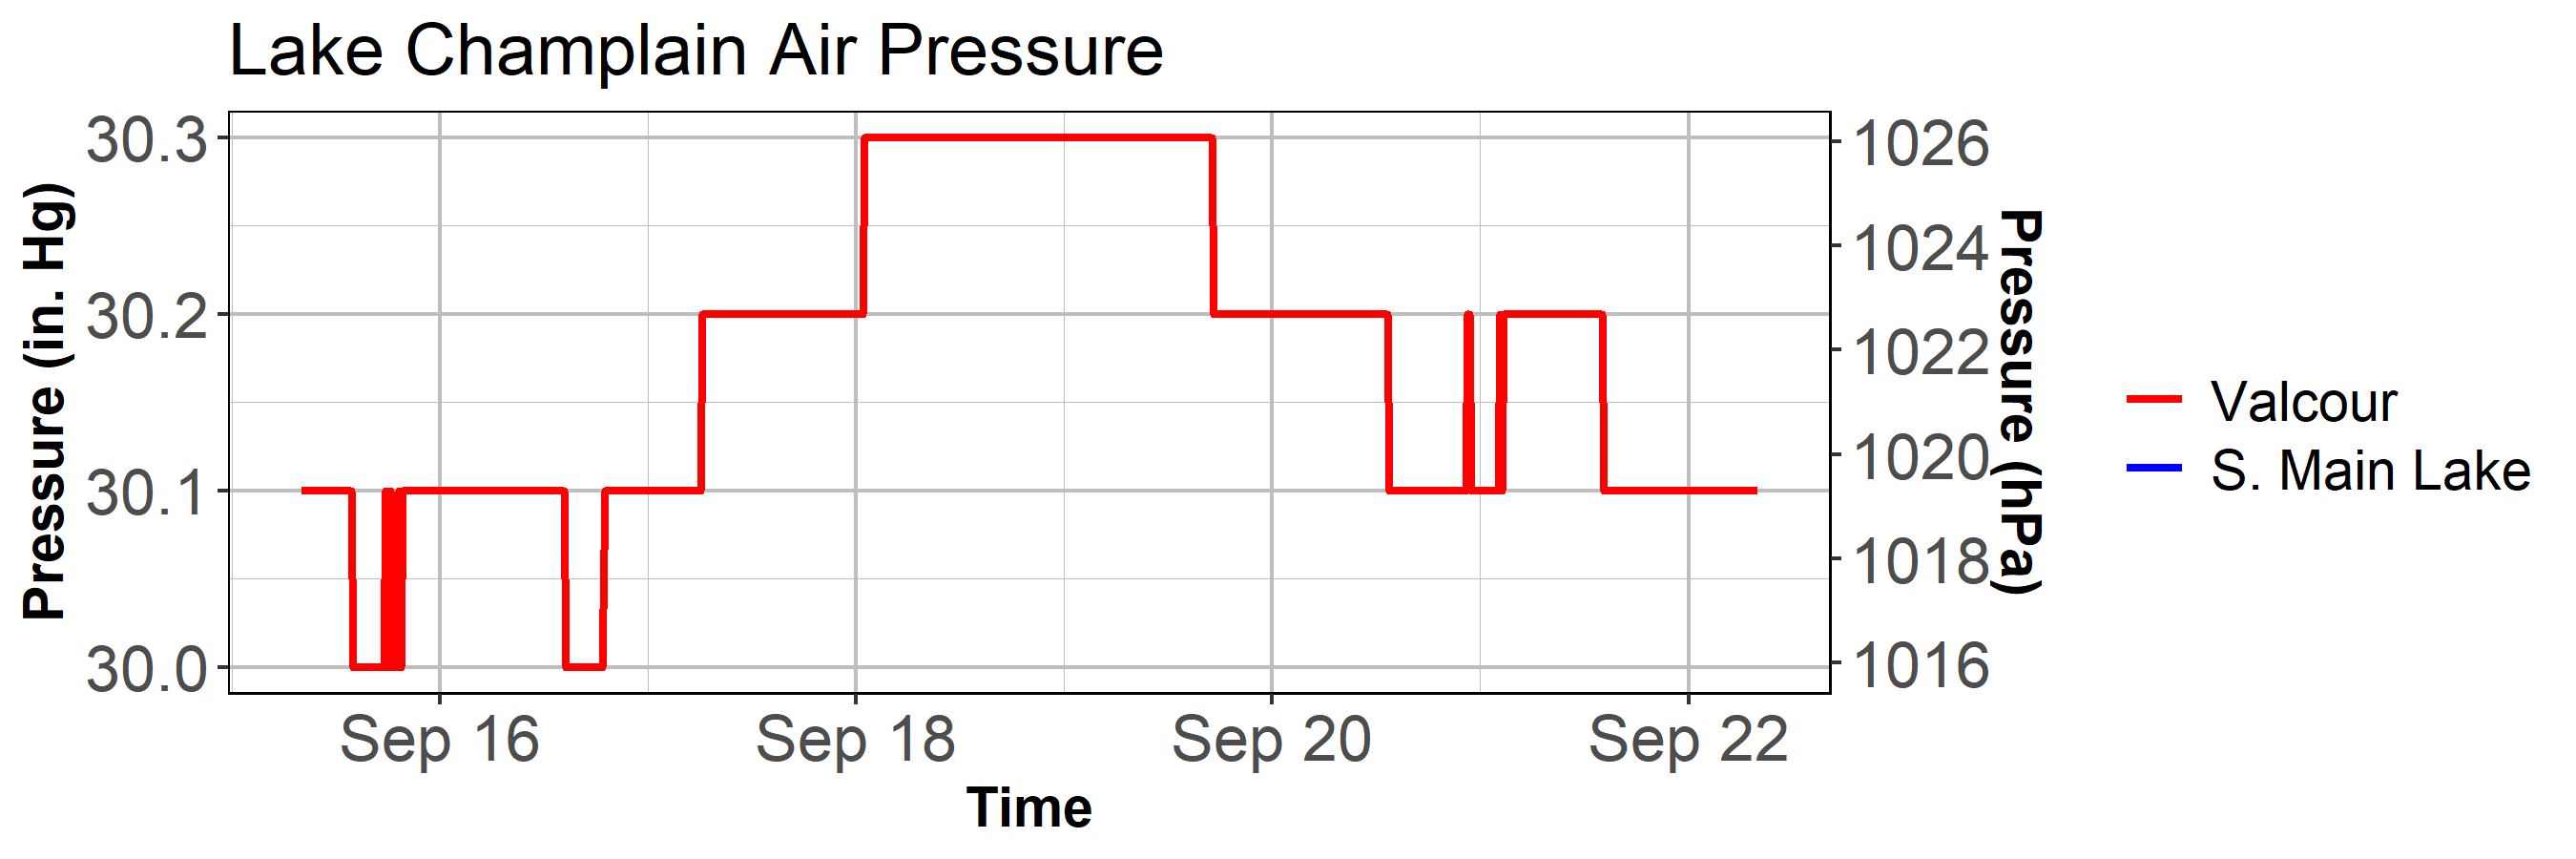 Lake Champlain Air Pressure
Pressure (in. Hg)
30.3
30.2
30.1
30.0
1026
1024
1022
1020
1018
1016
Pressure (hPa)
Sep 16 Sep 18 Sep 20 Sep 22
Time
Valcour
S. Main Lake